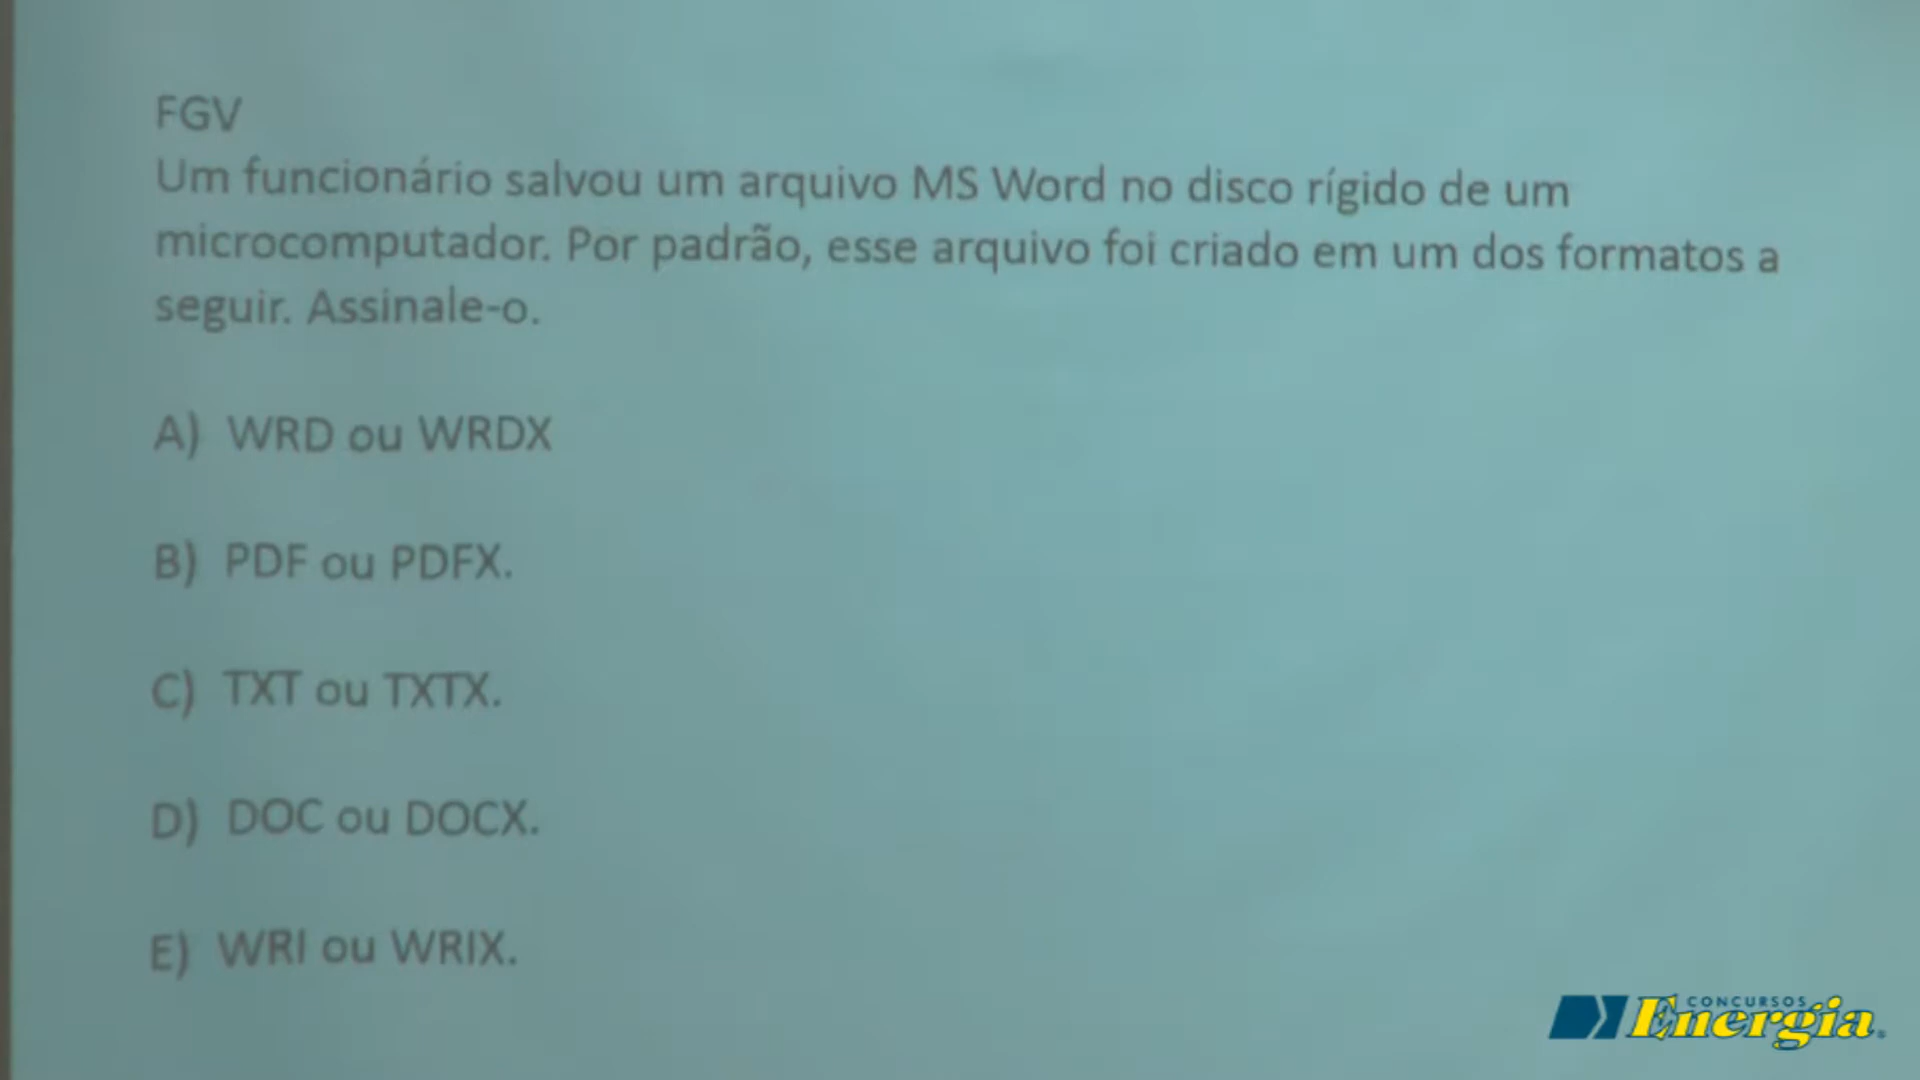 FGV
Um funcionário salvou um arquivo MS Word no disco rígido de um
microcomputador. Por padrão, esse arquivo foi criado em um dos formatos a
seguir. Assinale-o.
A) WRD ou WRDX
B) PDF ou PDFX.
C) TXT ou TXTX.
D) DOC ou DOCX.
E) WRI ou WRIX.
CONCURSOS
Energia